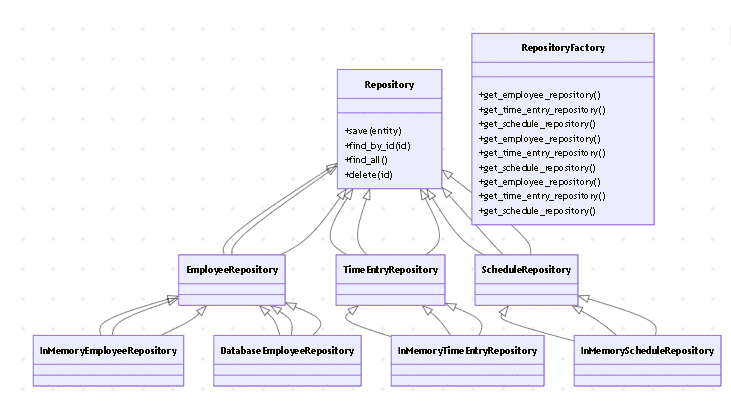 RepositoryFactory
+get_employee_repository()
+get_time_entry_repository()
+get_schedule_repository()
+get_employee_repository()
+get_time_entry_repository()
+get_schedule_repository()
+get_employee_repository()
+get_time_entry_repository()
+get_schedule_repository()
Repository
+save(entity)
+find_by_id(id)
+find_all()
+delete(id)
EmployeeRepository
TimeEntryRepository
ScheduleRepository
InMemoryEmployeeRepository
DatabaseEmployeeRepository
InMemoryTimeEntryRepository
InMemoryScheduleRepository